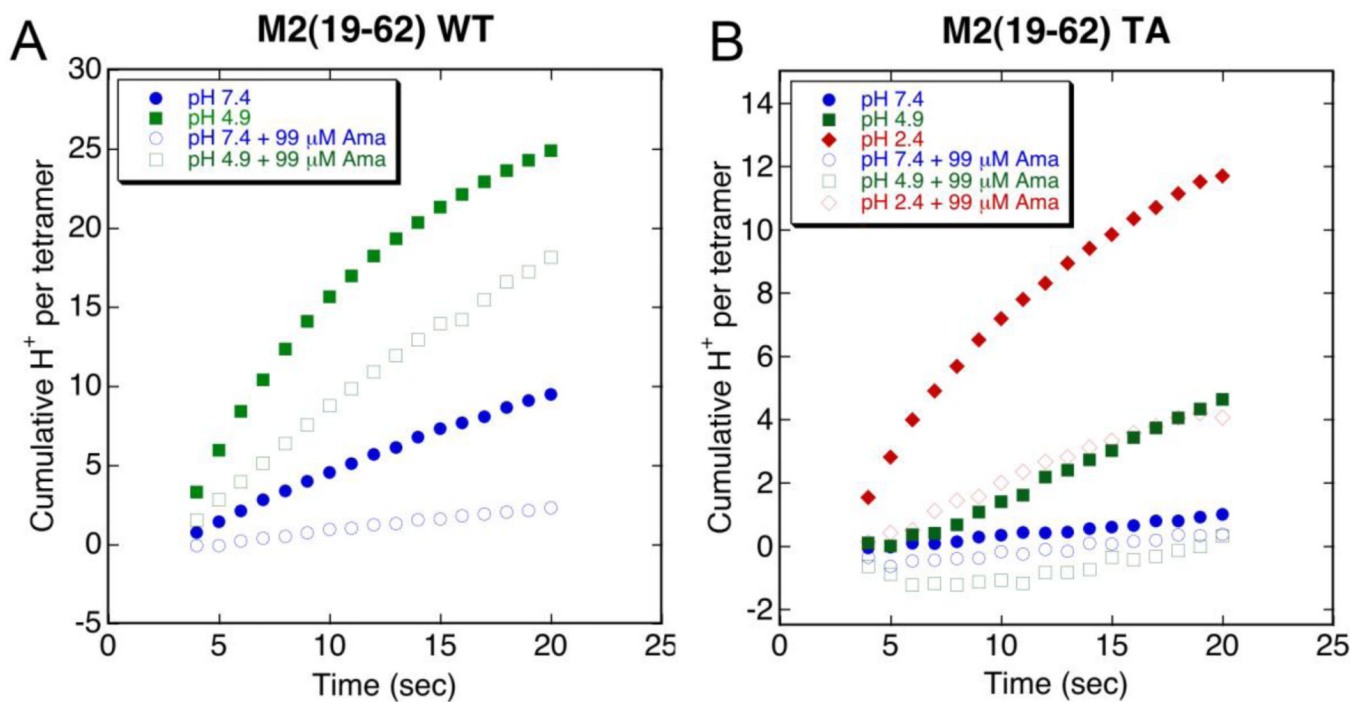 A
M2(19-62) WT
Cumulative H⁺ per tetramer
30
25
20
15
10
5
0
-5
pH 7.4
pH 4.9
pH 7.4 + 99 μM Ama
pH 4.9 + 99 μM Ama
0 5 10 15 20 25
Time (sec)
B
M2(19-62) TA
Cumulative H⁺ per tetramer
14
12
10
8
6
4
2
0
-2
pH 7.4
pH 4.9
pH 2.4
pH 7.4 + 99 μM Ama
pH 4.9 + 99 μM Ama
pH 2.4 + 99 μM Ama
0 5 10 15 20 25
Time (sec)